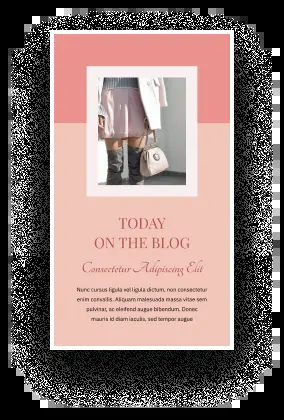 TODAY
ON THE BLOG
Consectetur Adipiscing Elit
Nunc cursus ligula vel ligula dictum, non consectetur
enim convallis. Aliquam malesuada massa vitae sem
pulvinar, ac eleifend augue bibendum. Donec
mauris id diam iaculis, sed tempor augue